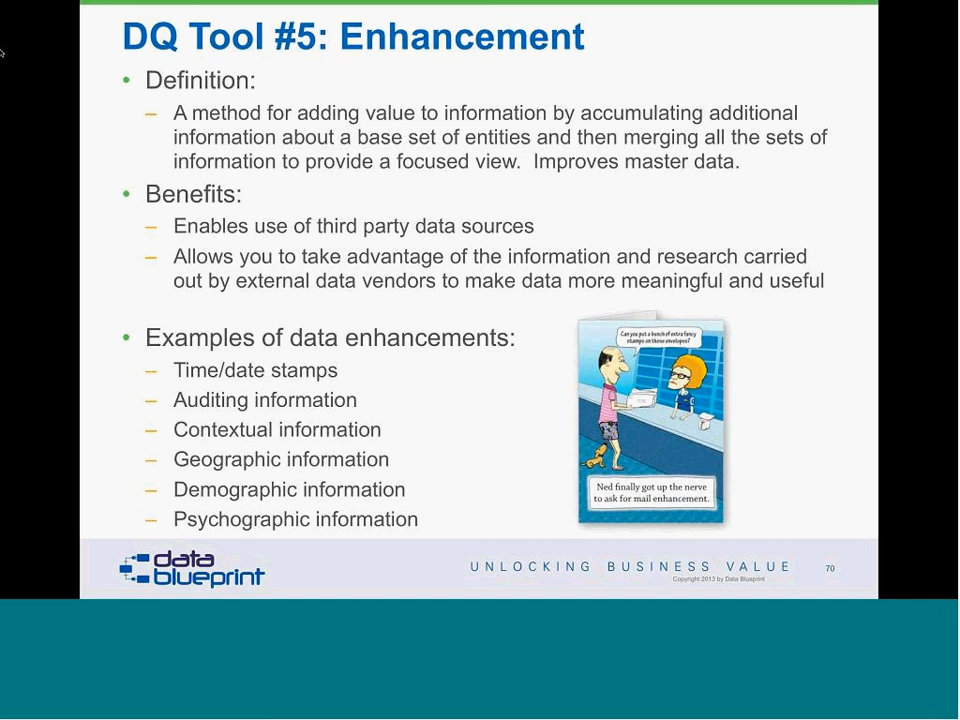 DQ Tool #5: Enhancement
• Definition:
– A method for adding value to information by accumulating additional
information about a base set of entities and then merging all the sets of
information to provide a focused view.  Improves master data.
• Benefits:
– Enables use of third party data sources
– Allows you to take advantage of the information and research carried
out by external data vendors to make data more meaningful and useful
• Examples of data enhancements:
– Time/date stamps
– Auditing information
– Contextual information
– Geographic information
– Demographic information
– Psychographic information
Can you put a bunch of extra fancy
stamps on these envelopes?
Ned finally got up the nerve
to ask for mail enhancement.
data
blueprint
UNLOCKING BUSINESS VALUE
70
Copyright 2013 by Data Blueprint